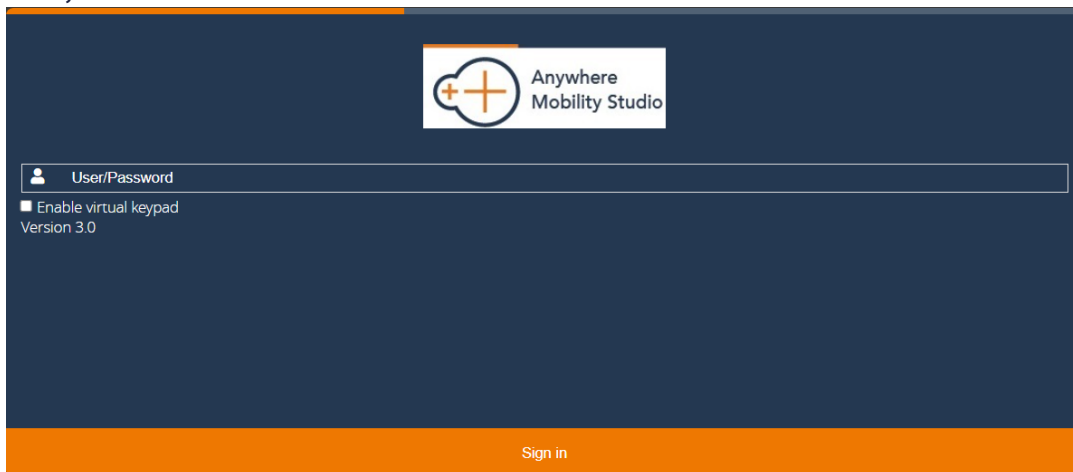 Anywhere
Mobility Studio
User/Password
Enable virtual keypad
Version 3.0
Sign in